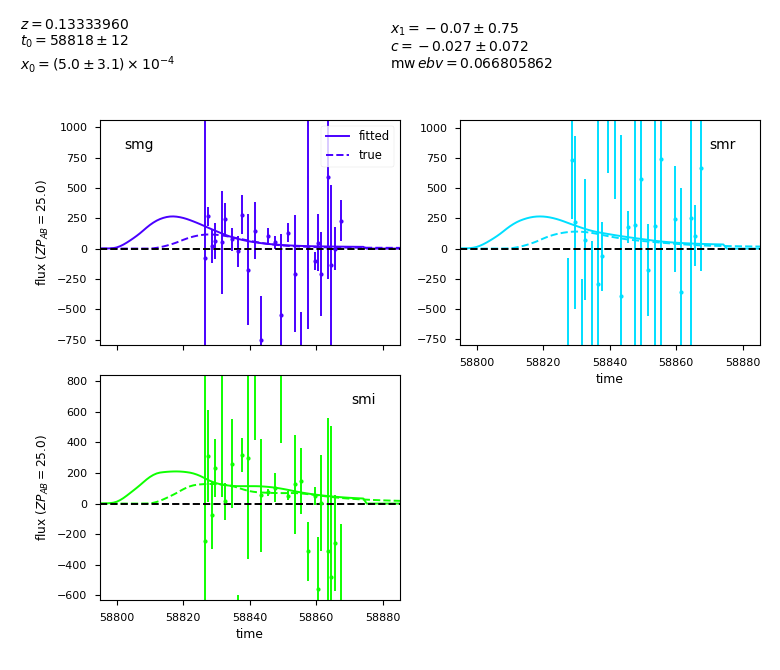 z = 0.13333960
t₀ = 58818 ± 12
x₀ = (5.0 ± 3.1) × 10⁻⁴
x₁ = −0.07 ± 0.75
c = −0.027 ± 0.072
mw ebv = 0.066805862
smg
fitted
true
1000
750
500
250
0
−250
−500
−750
flux (ZP_AB = 25.0)
smr
1000
750
500
250
0
−250
−500
−750
58800 58820 58840 58860 58880
time
smi
800
600
400
200
0
−200
−400
−600
flux (ZP_AB = 25.0)
58800 58820 58840 58860 58880
time